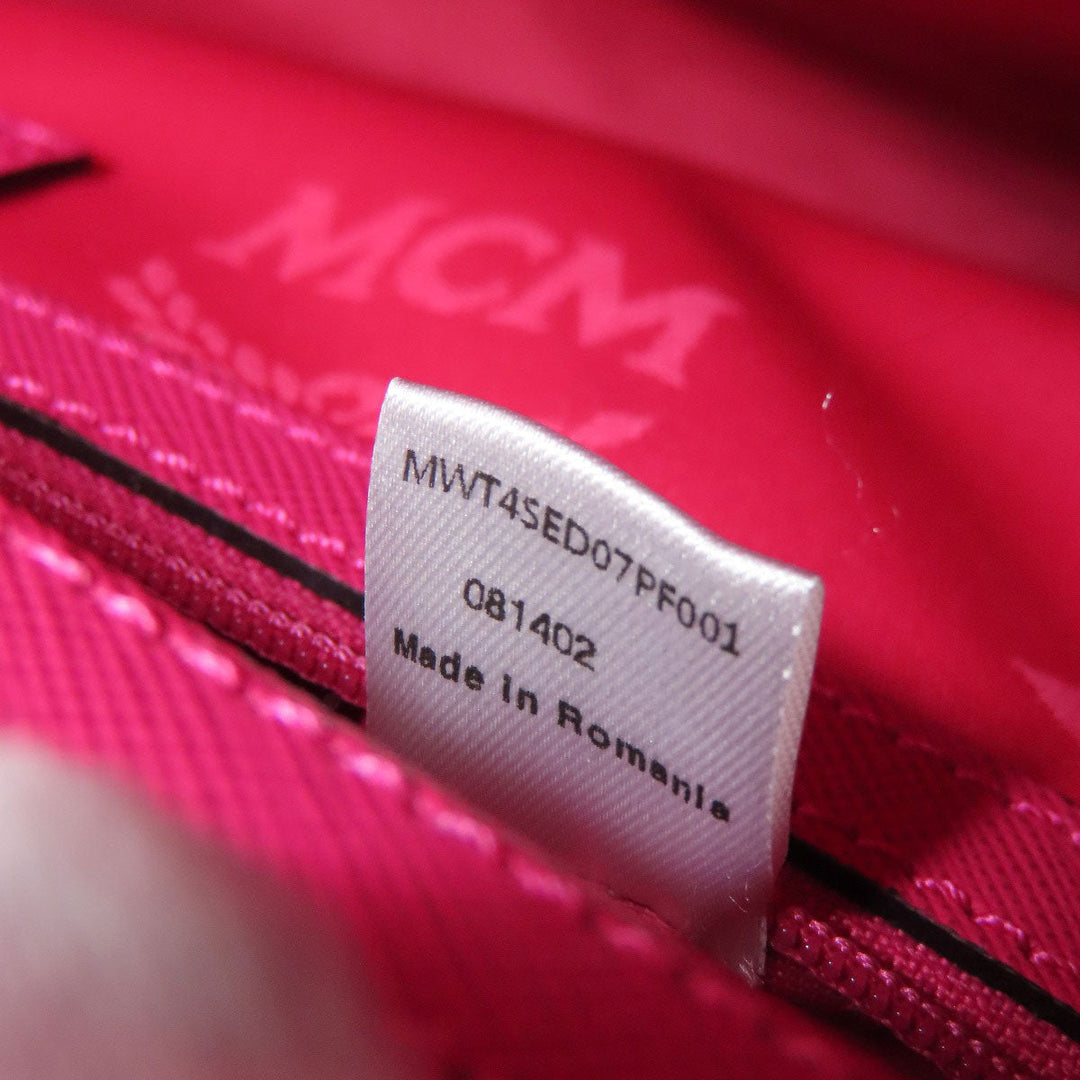 MCM
MWT4SED07PF001
081402
Made in Romania